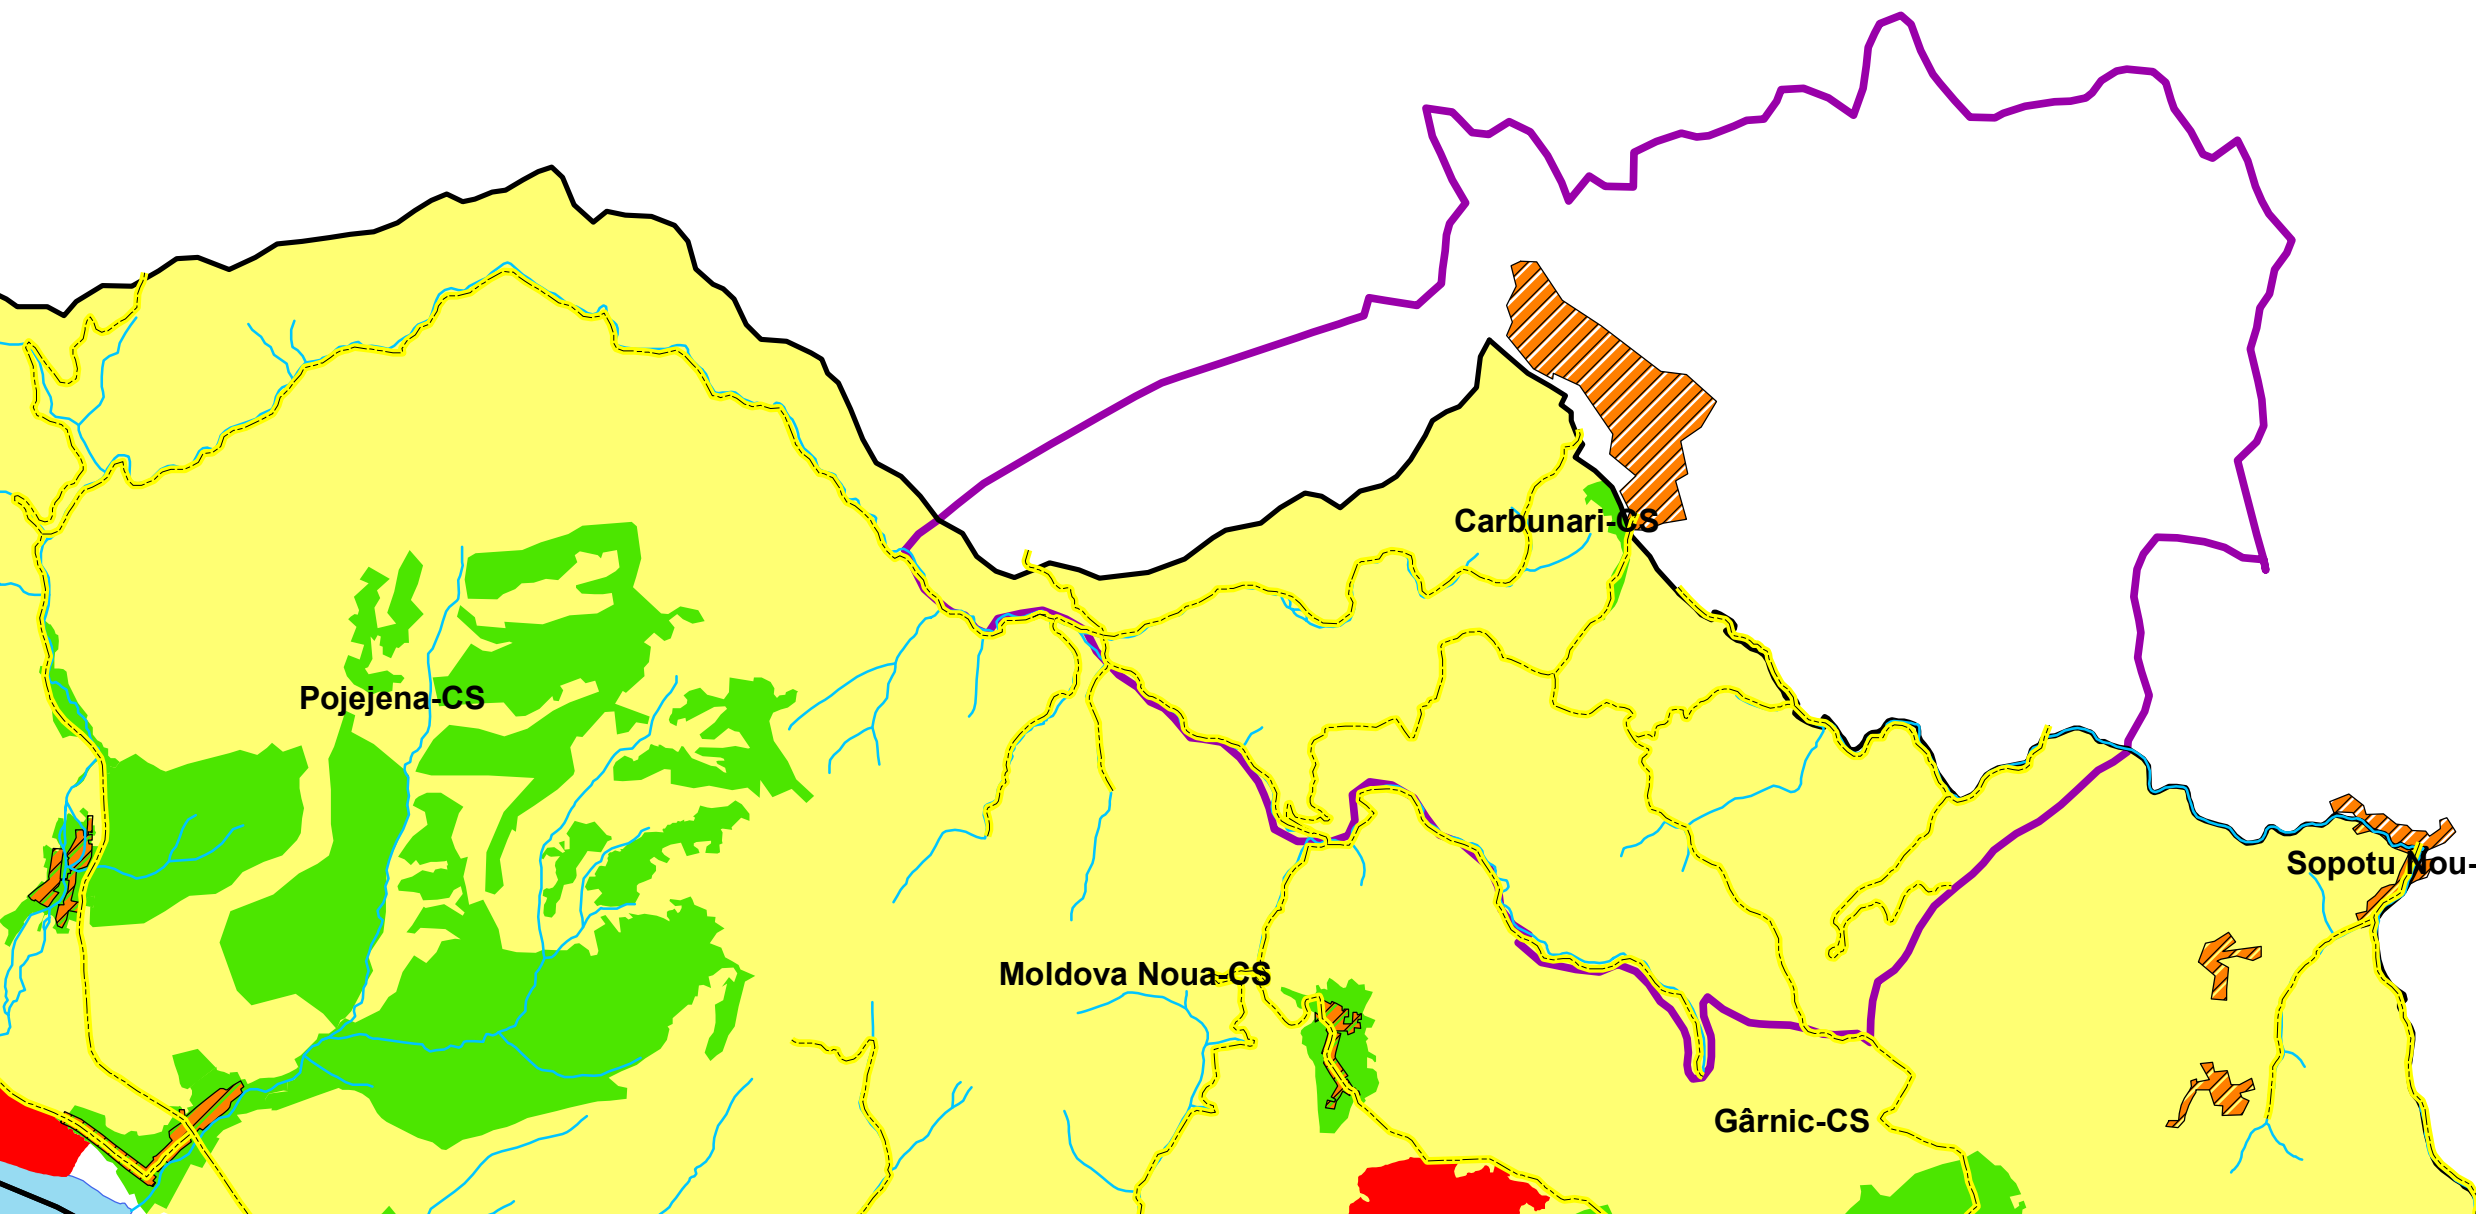 Carbunari-CS
Pojejena-CS
Sopotu Nou-
Moldova Noua-CS
Gârnic-CS